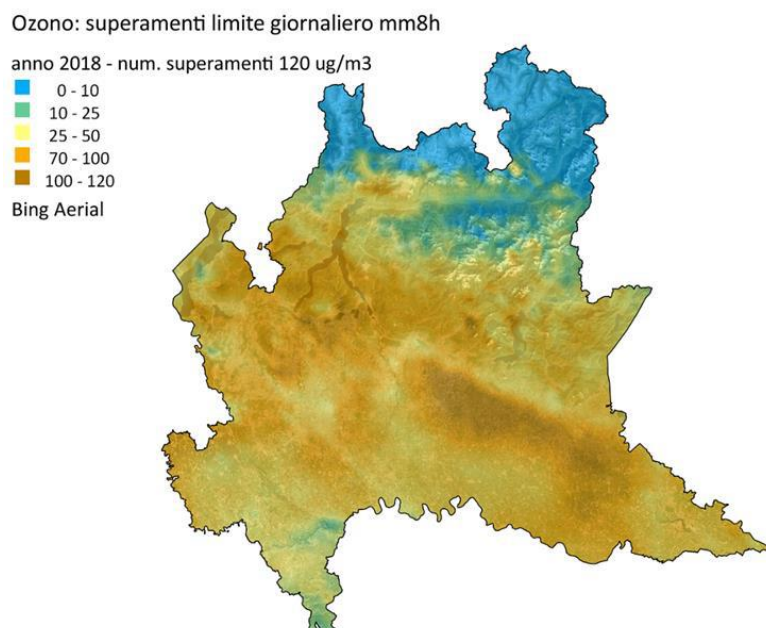 Ozono: superamenti limite giornaliero mm8h
anno 2018 - num. superamenti 120 ug/m3
0 - 10
10 - 25
25 - 50
70 - 100
100 - 120
Bing Aerial